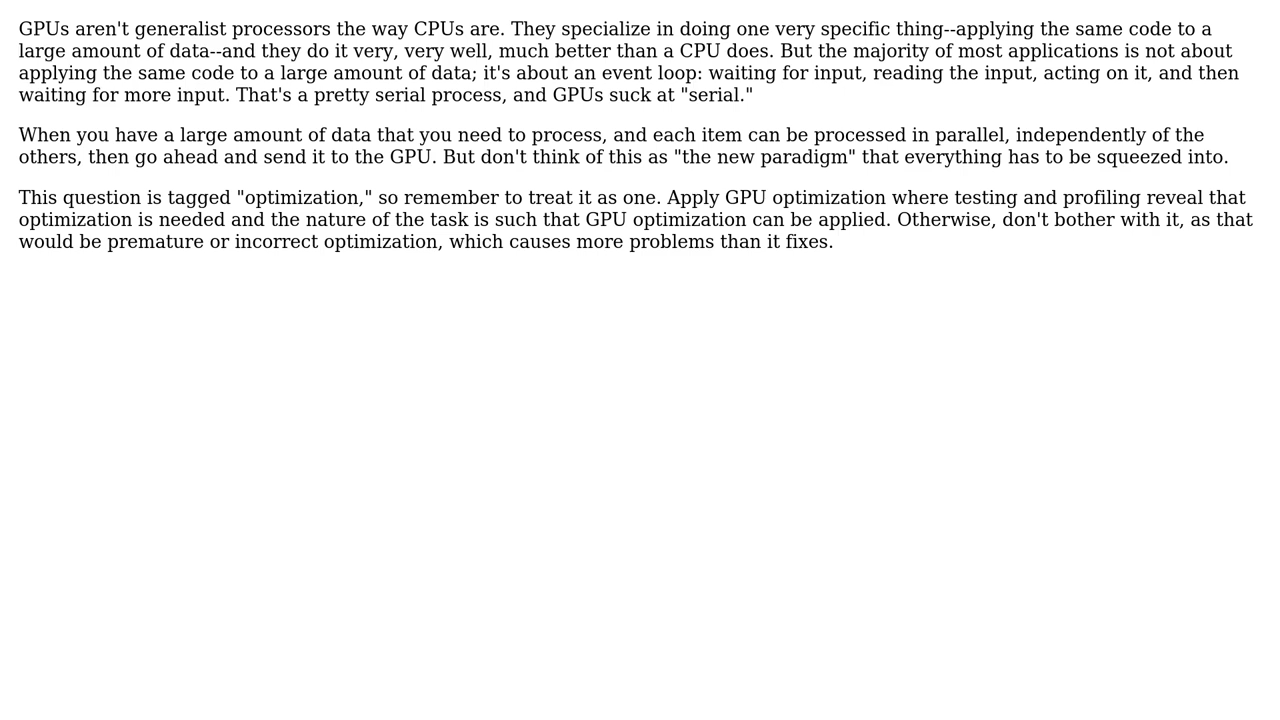 GPUs aren't generalist processors the way CPUs are. They specialize in doing one very specific thing--applying the same code to a
large amount of data--and they do it very, very well, much better than a CPU does. But the majority of most applications is not about
applying the same code to a large amount of data; it's about an event loop: waiting for input, reading the input, acting on it, and then
waiting for more input. That's a pretty serial process, and GPUs suck at "serial."
When you have a large amount of data that you need to process, and each item can be processed in parallel, independently of the
others, then go ahead and send it to the GPU. But don't think of this as "the new paradigm" that everything has to be squeezed into.
This question is tagged "optimization," so remember to treat it as one. Apply GPU optimization where testing and profiling reveal that
optimization is needed and the nature of the task is such that GPU optimization can be applied. Otherwise, don't bother with it, as that
would be premature or incorrect optimization, which causes more problems than it fixes.